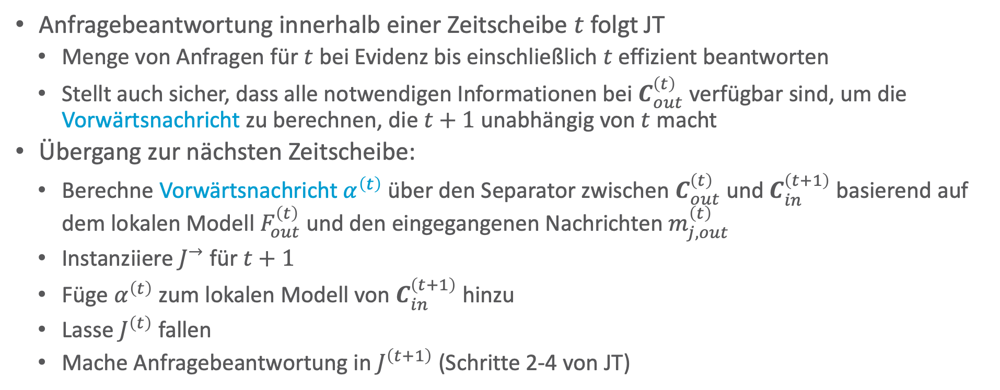 • Anfragebeantwortung innerhalb einer Zeitscheibe $t$ folgt JT
• Menge von Anfragen für $t$ bei Evidenz bis einschließlich $t$ effizient beantworten
• Stellt auch sicher, dass alle notwendigen Informationen bei $\boldsymbol{C}_{out}^{(t)}$ verfügbar sind, um die
Vorwärtsnachricht zu berechnen, die $t + 1$ unabhängig von $t$ macht
• Übergang zur nächsten Zeitscheibe:
• Berechne Vorwärtsnachricht $\alpha^{(t)}$ über den Separator zwischen $\boldsymbol{C}_{out}^{(t)}$ und $\boldsymbol{C}_{in}^{(t+1)}$ basierend auf
dem lokalen Modell $F_{out}^{(t)}$ und den eingegangenen Nachrichten $m_{j,out}^{(t)}$
• Instanziiere $J^{\rightarrow}$ für $t + 1$
• Füge $\alpha^{(t)}$ zum lokalen Modell von $\boldsymbol{C}_{in}^{(t+1)}$ hinzu
• Lasse $J^{(t)}$ fallen
• Mache Anfragebeantwortung in $J^{(t+1)}$ (Schritte 2-4 von JT)